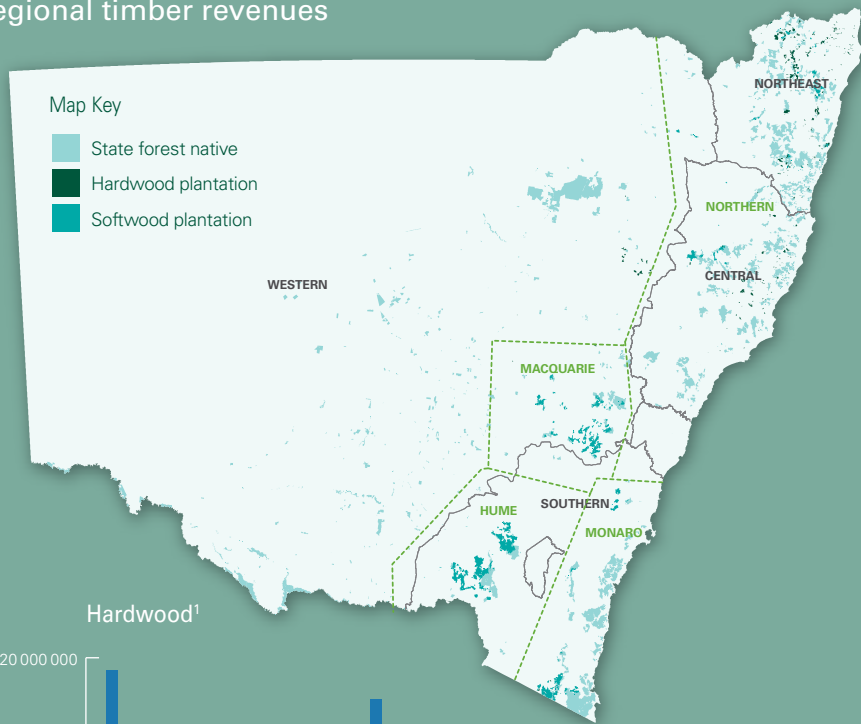 egional timber revenues
Map Key
State forest native
Hardwood plantation
Softwood plantation
NORTHEAST
NORTHERN
CENTRAL
WESTERN
MACQUARIE
SOUTHERN
HUME
MONARO
Hardwood¹
20 000 000